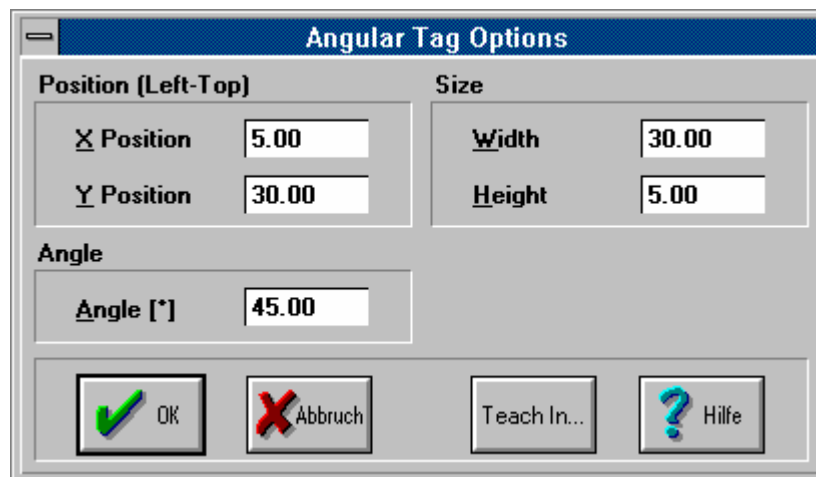 Angular Tag Options
Position (Left-Top)
X Position 5.00
Y Position 30.00
Size
Width 30.00
Height 5.00
Angle
Angle [°] 45.00
OK Abbruch Teach In... Hilfe